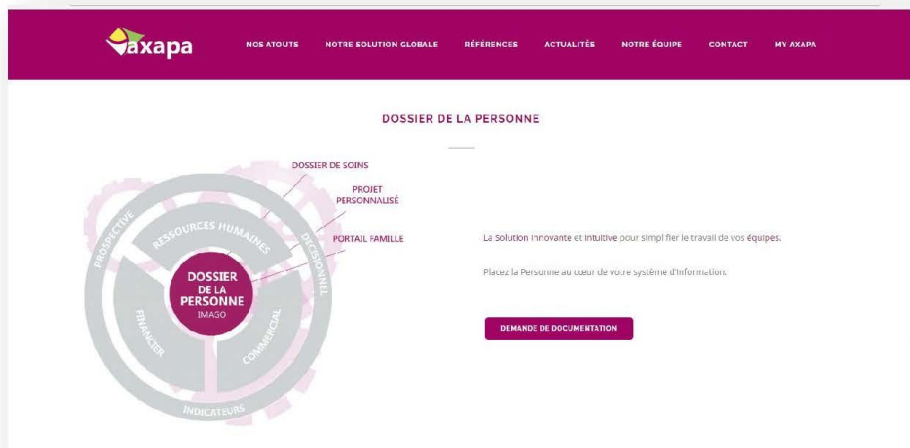 axapa
NOS ATOUTS
NOTRE SOLUTION GLOBALE
RÉFÉRENCES
ACTUALITÉS
NOTRE ÉQUIPE
CONTACT
MY AXAPA
DOSSIER DE LA PERSONNE
DOSSIER DE SOINS
PROJET
PERSONNALISÉ
PORTAIL FAMILLE
PROSPECTIVE
RESSOURCES HUMAINES
DECISIONNEL
DOSSIER
DE LA
PERSONNE
IMAGO
FINANCIER
COMMERCIAL
INDICATEURS
La Solution Innovante et Intuitive pour simplifier le travail de vos équipes.
Placez la Personne au cœur de votre système d'Information.
DEMANDE DE DOCUMENTATION